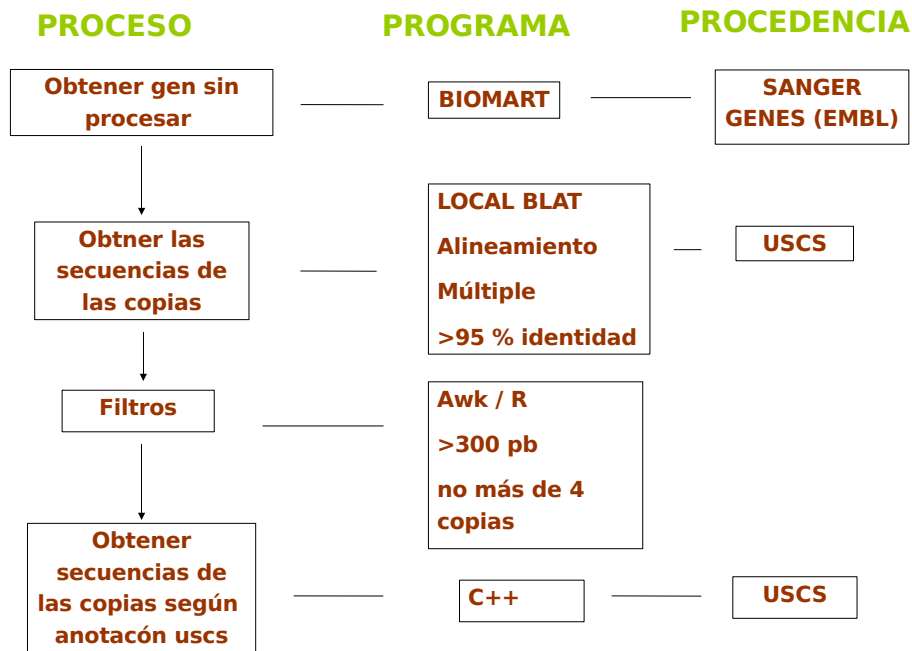 PROCESO
PROGRAMA
PROCEDENCIA
Obtener gen sin
procesar
BIOMART
SANGER
GENES (EMBL)
Obtner las
secuencias de
las copias
LOCAL BLAT
Alineamiento
Múltiple
>95 % identidad
USCS
Filtros
Awk / R
>300 pb
no más de 4
copias
Obtener
secuencias de
las copias según
anotacón uscs
C++
USCS